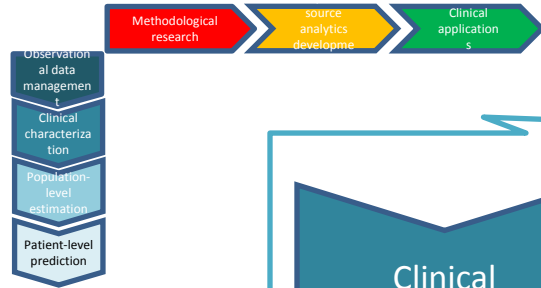 Methodological
research
source
analytics
developme
Clinical
application
s
Observation
al data
managemen
t
Clinical
characteriza
tion
Population-
level
estimation
Patient-level
prediction
Clinical